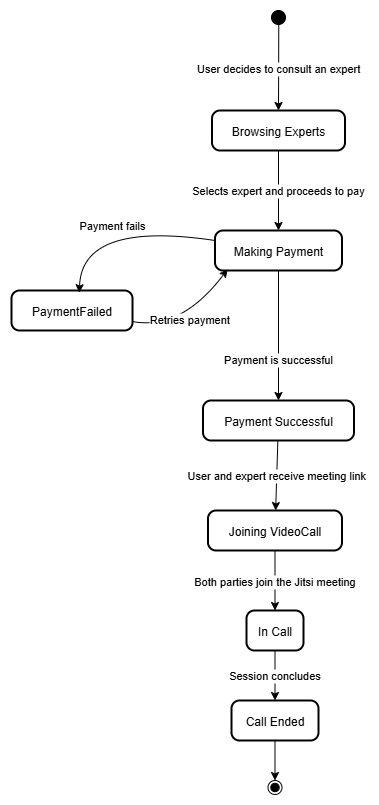 User decides to consult an expert
Browsing Experts
Selects expert and proceeds to pay
Payment fails
Making Payment
PaymentFailed
Retries payment
Payment is successful
Payment Successful
User and expert receive meeting link
Joining VideoCall
Both parties join the Jitsi meeting
In Call
Session concludes
Call Ended